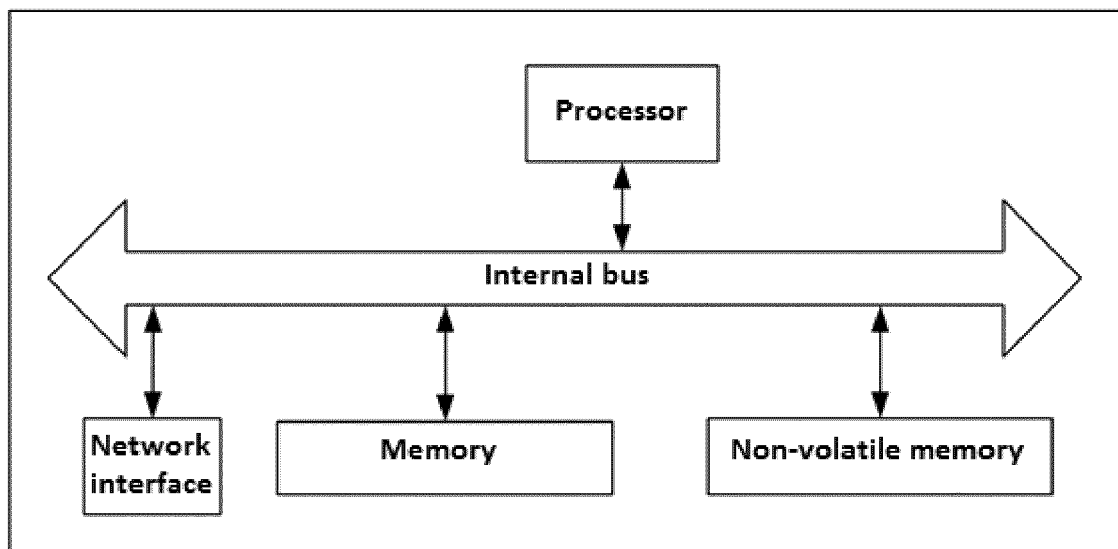 Processor
Internal bus
Network
interface
Memory
Non-volatile memory